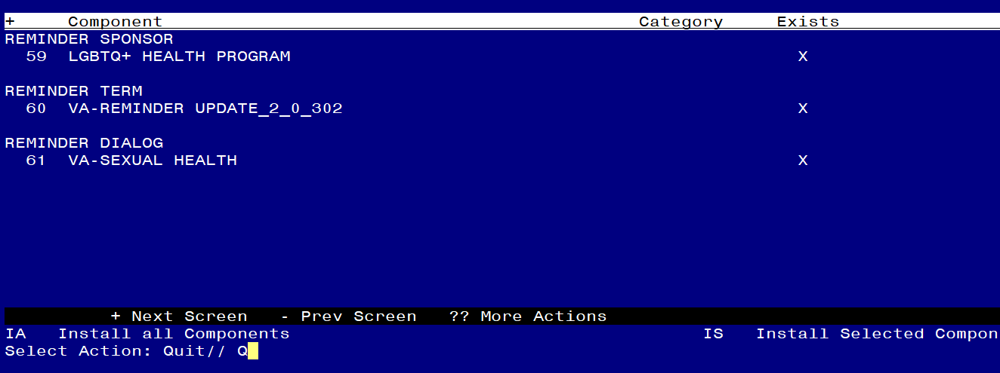 + Component Category Exists
REMINDER SPONSOR
59 LGBTQ+ HEALTH PROGRAM X
REMINDER TERM
60 VA-REMINDER UPDATE_2_0_302 X
REMINDER DIALOG
61 VA-SEXUAL HEALTH X
+ Next Screen - Prev Screen ?? More Actions
IA Install all Components IS Install Selected Compon
Select Action: Quit// Q